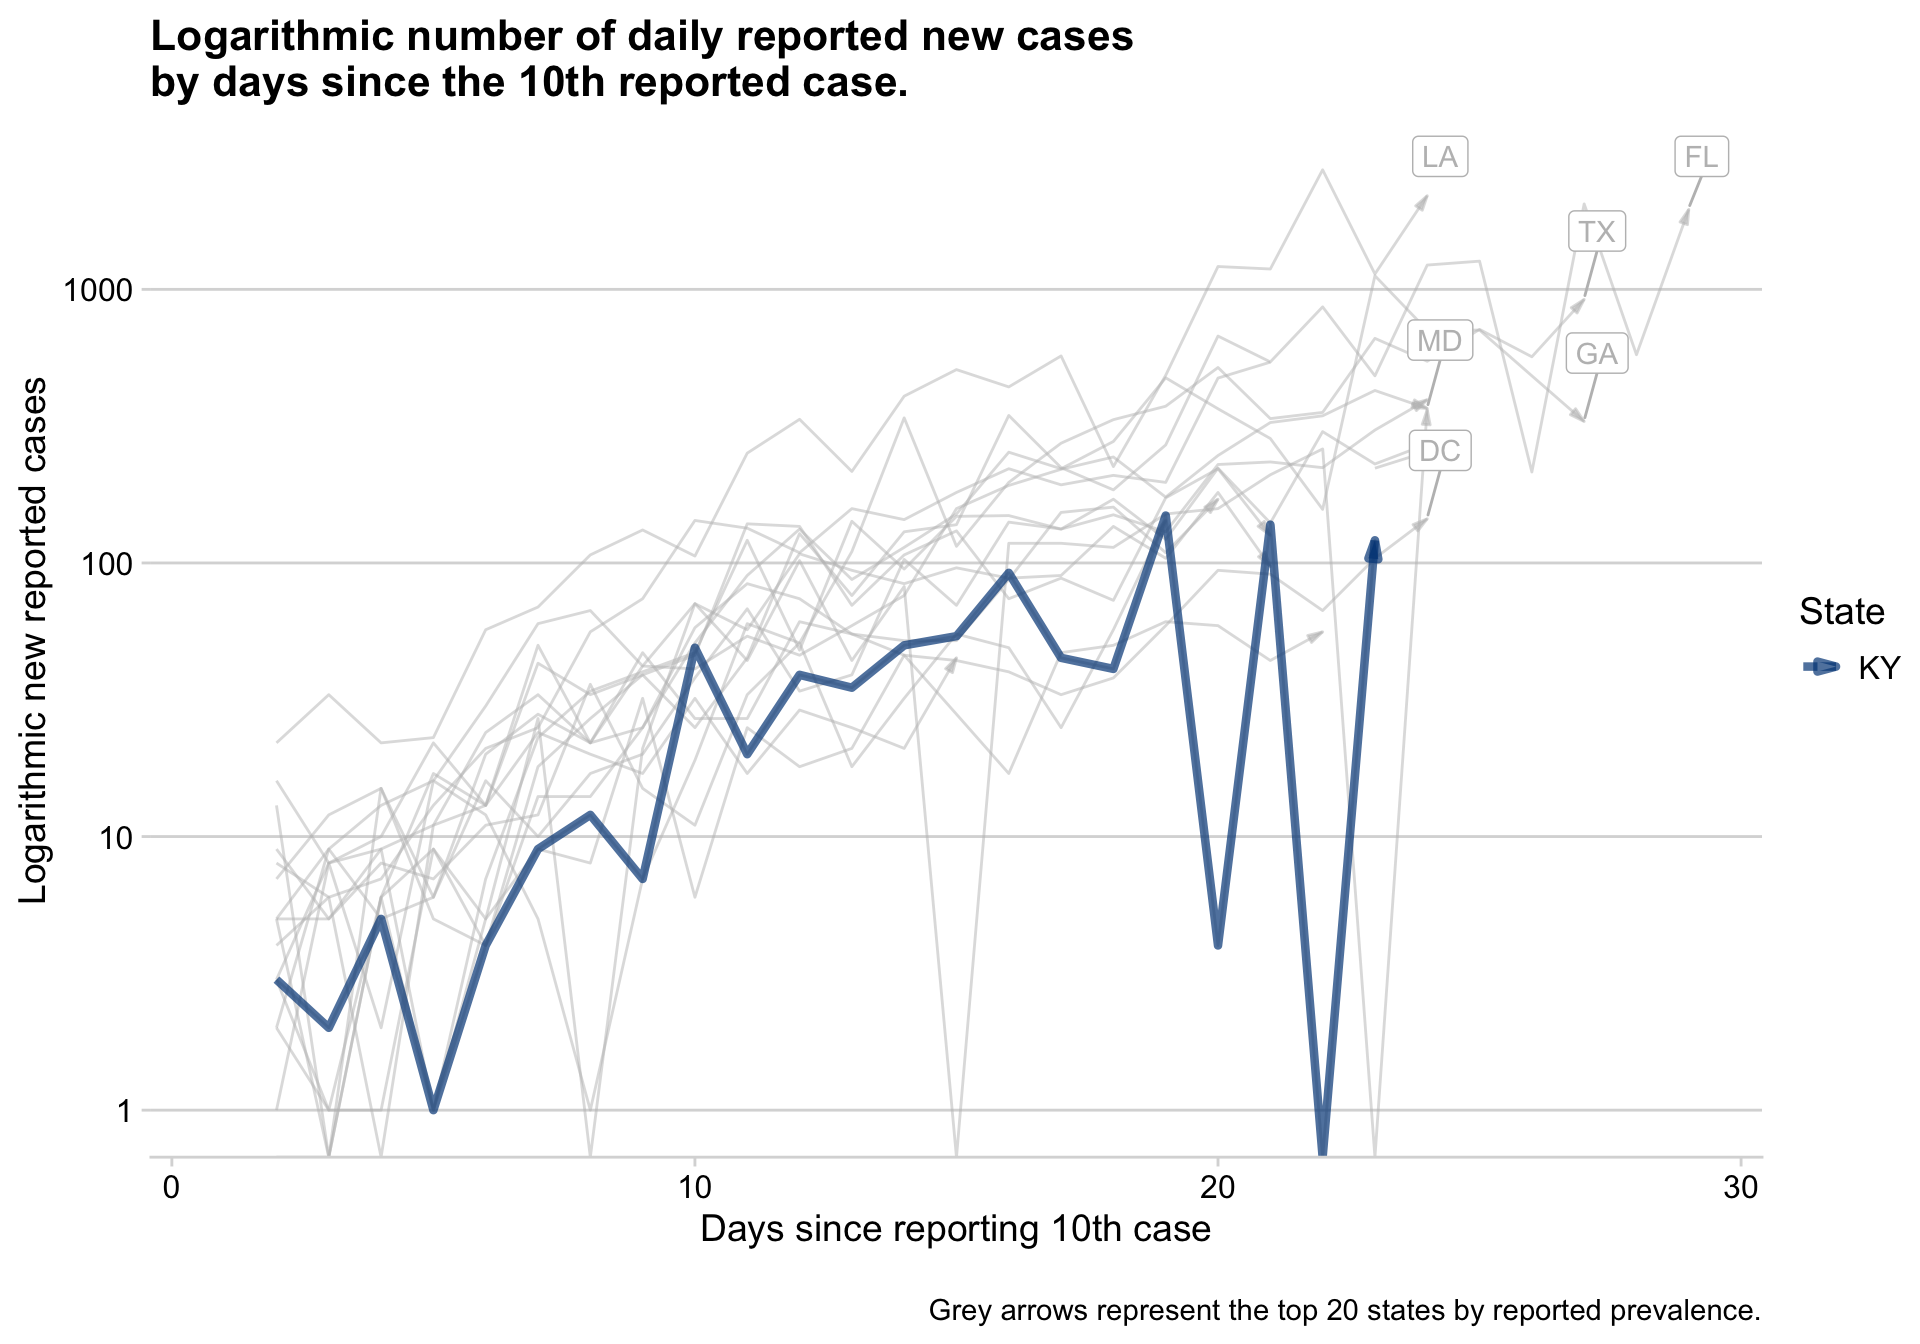 Logarithmic number of daily reported new cases
by days since the 10th reported case.
LA
FL
TX
MD
GA
DC
1000
100
10
1
Logarithmic new reported cases
State
KY
0
10
20
30
Days since reporting 10th case
Grey arrows represent the top 20 states by reported prevalence.